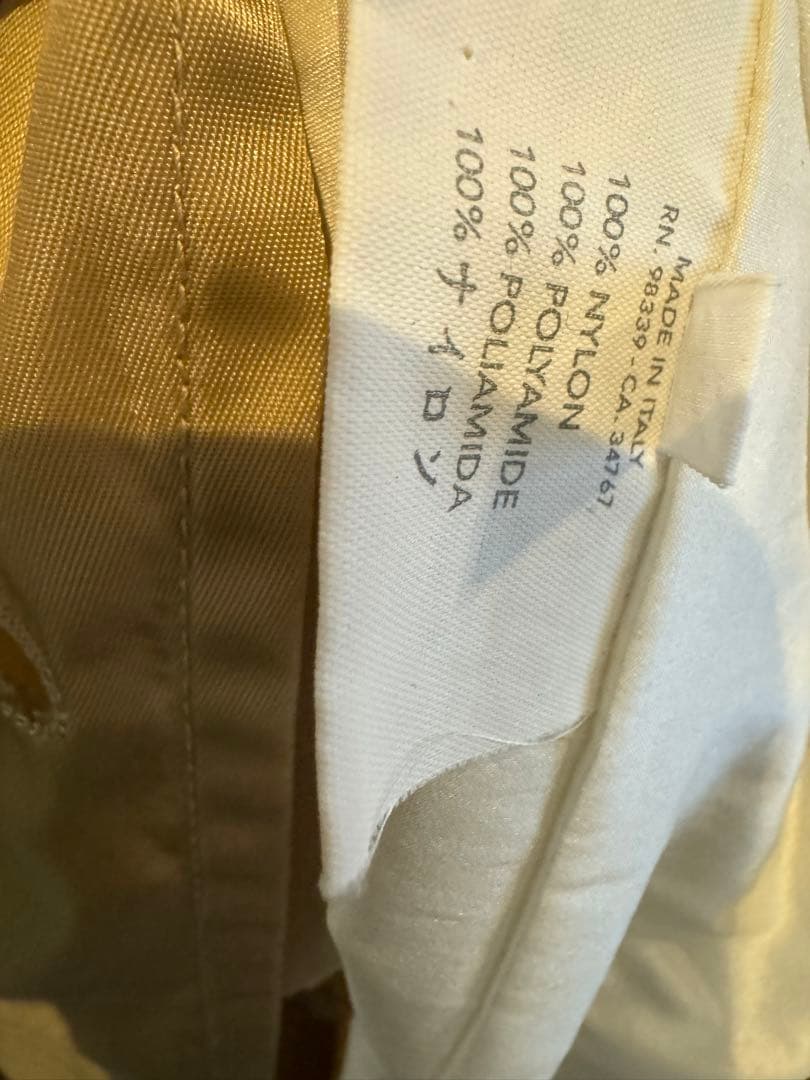 MADE IN ITALY
RN. 98339 - CA. 34767
100% NYLON
100% POLYAMIDE
100% POLIAMIDA
100% ナイロン